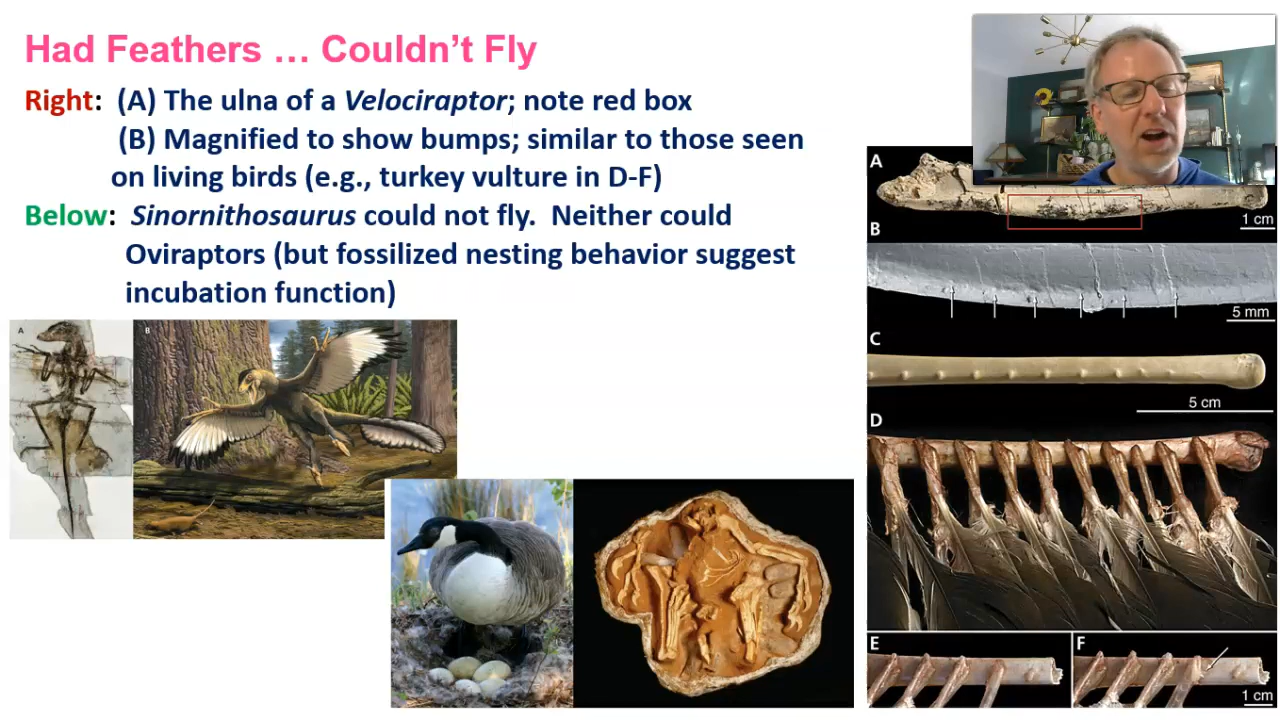 Had Feathers … Couldn't Fly
Right: (A) The ulna of a Velociraptor; note red box
(B) Magnified to show bumps; similar to those seen
on living birds (e.g., turkey vulture in D-F)
Below: Sinornithosaurus could not fly. Neither could
Oviraptors (but fossilized nesting behavior suggest
incubation function)
A
B
A
1 cm
B
5 mm
C
5 cm
D
E
F
1 cm